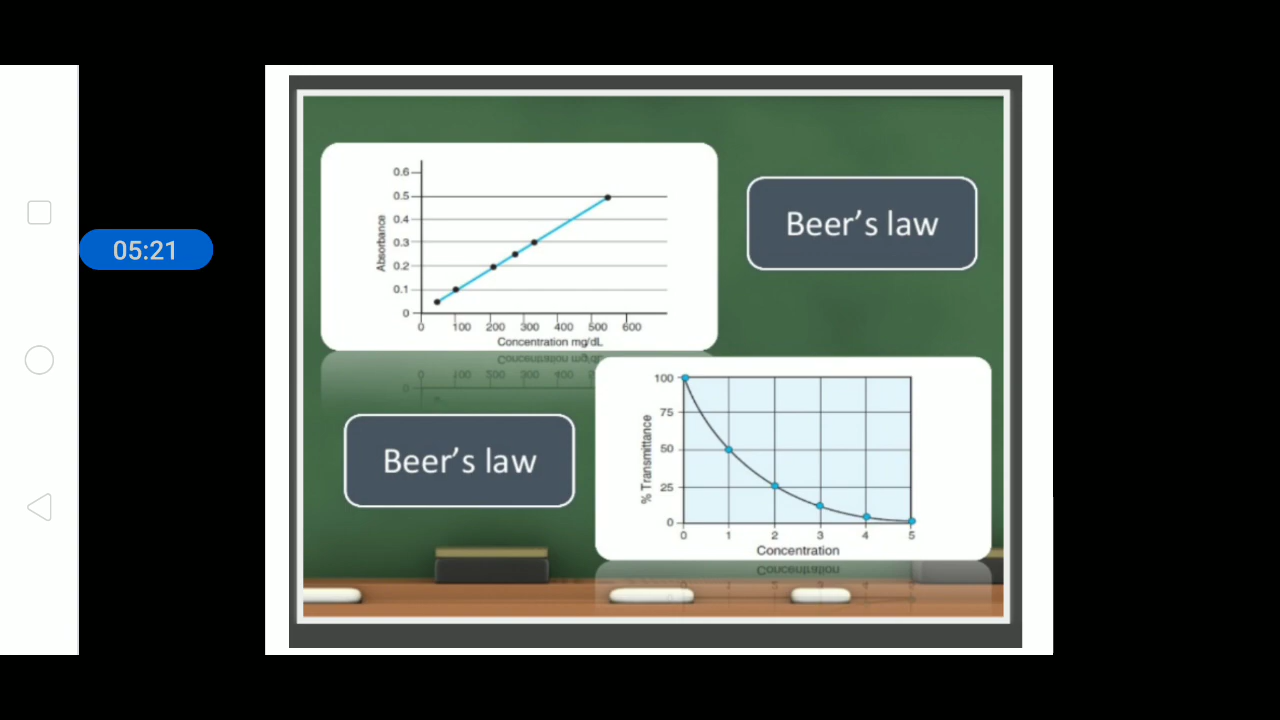 05:21
0.6
0.5
0.4
0.3
0.2
0.1
0
Absorbance
0 100 200 300 400 500 600
Concentration mg/dL
Beer's law
Beer's law
100
75
50
25
0
% Transmittance
0 1 2 3 4 5
Concentration